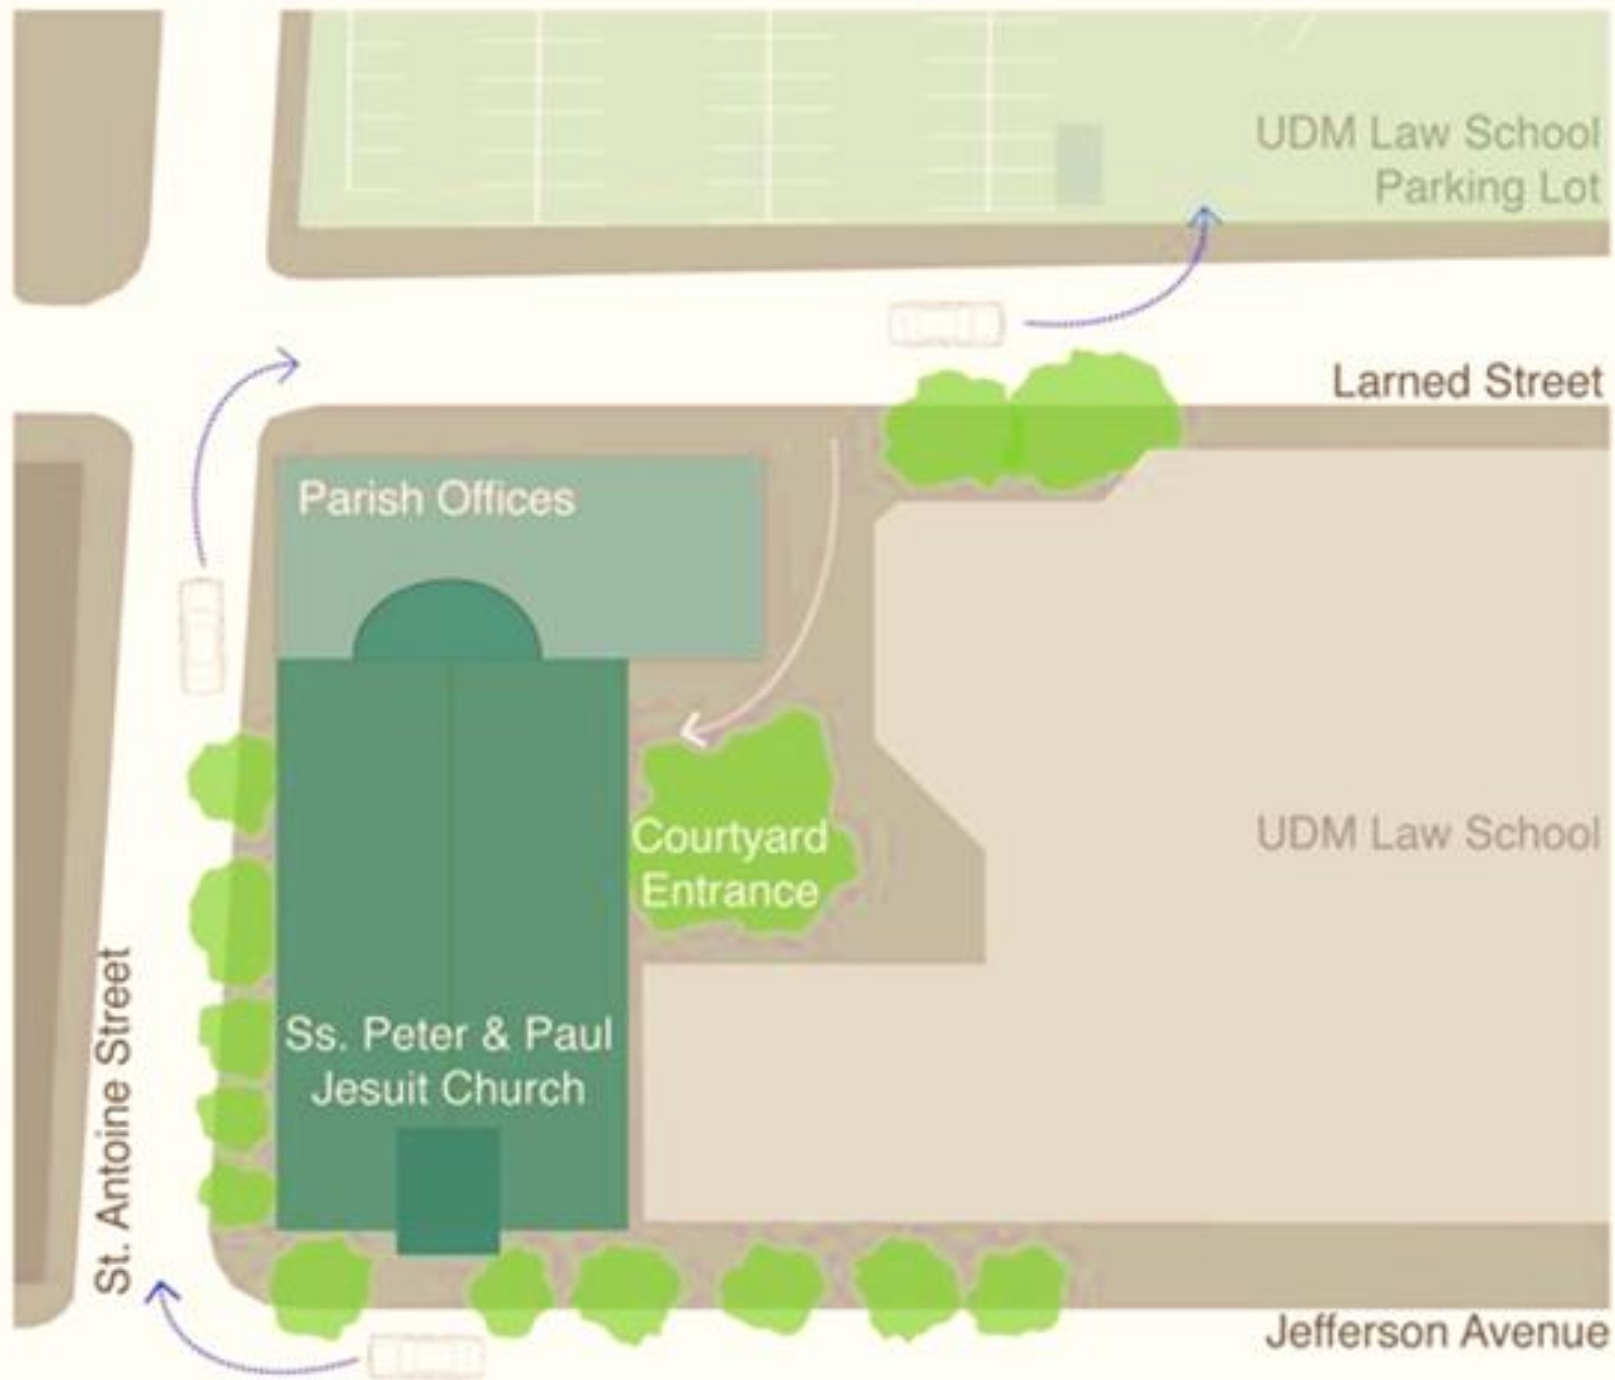 UDM Law School
Parking Lot
Larned Street
Parish Offices
Courtyard
Entrance
UDM Law School
Ss. Peter & Paul
Jesuit Church
St. Antoine Street
Jefferson Avenue